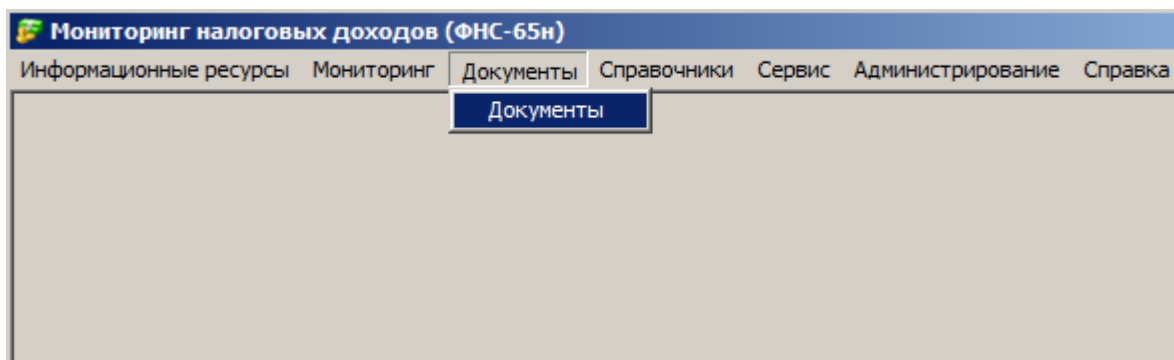 Мониторинг налоговых доходов (ФНС-65н)
Информационные ресурсы Мониторинг Документы Справочники Сервис Администрирование Справка
Документы